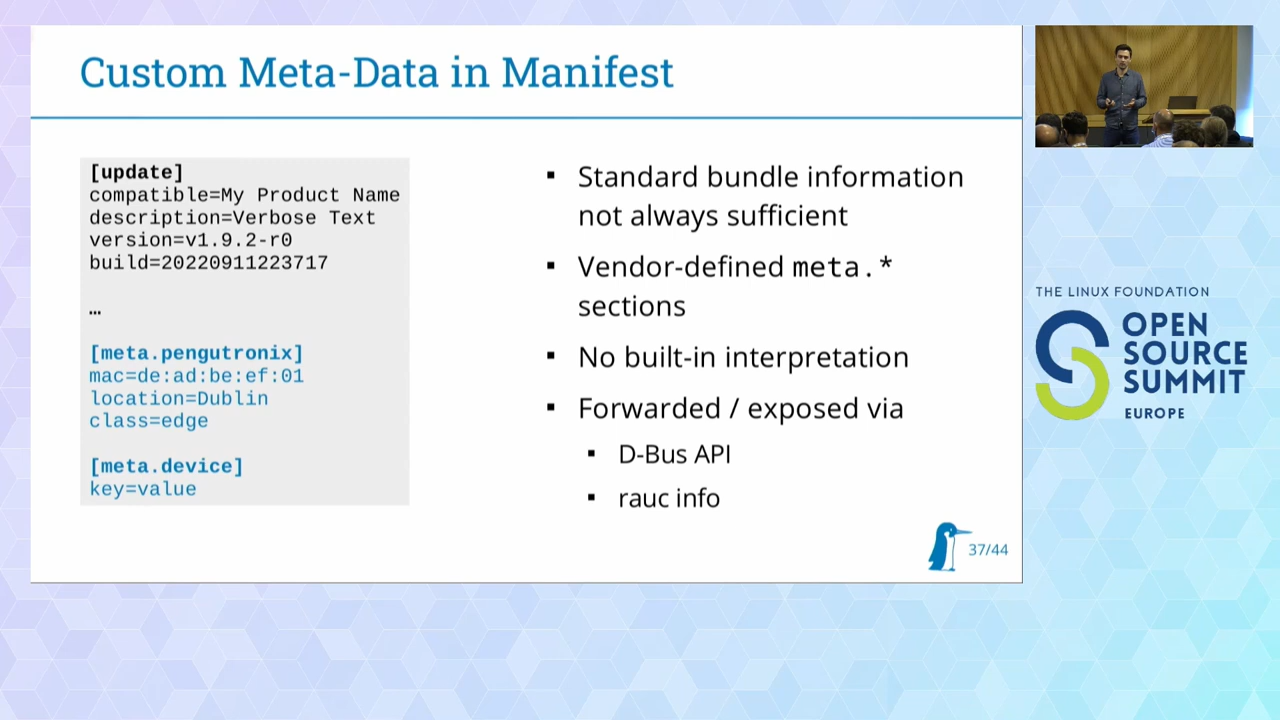 Custom Meta-Data in Manifest
[update]
compatible=My Product Name
description=Verbose Text
version=v1.9.2-r0
build=20220911223717
…
[meta.pengutronix]
mac=de:ad:be:ef:01
location=Dublin
class=edge
[meta.device]
key=value
▪ Standard bundle information
not always sufficient
▪ Vendor-defined meta.*
sections
▪ No built-in interpretation
▪ Forwarded / exposed via
▪ D-Bus API
▪ rauc info
37/44
THE LINUX FOUNDATION
OPEN
SOURCE
SUMMIT
EUROPE